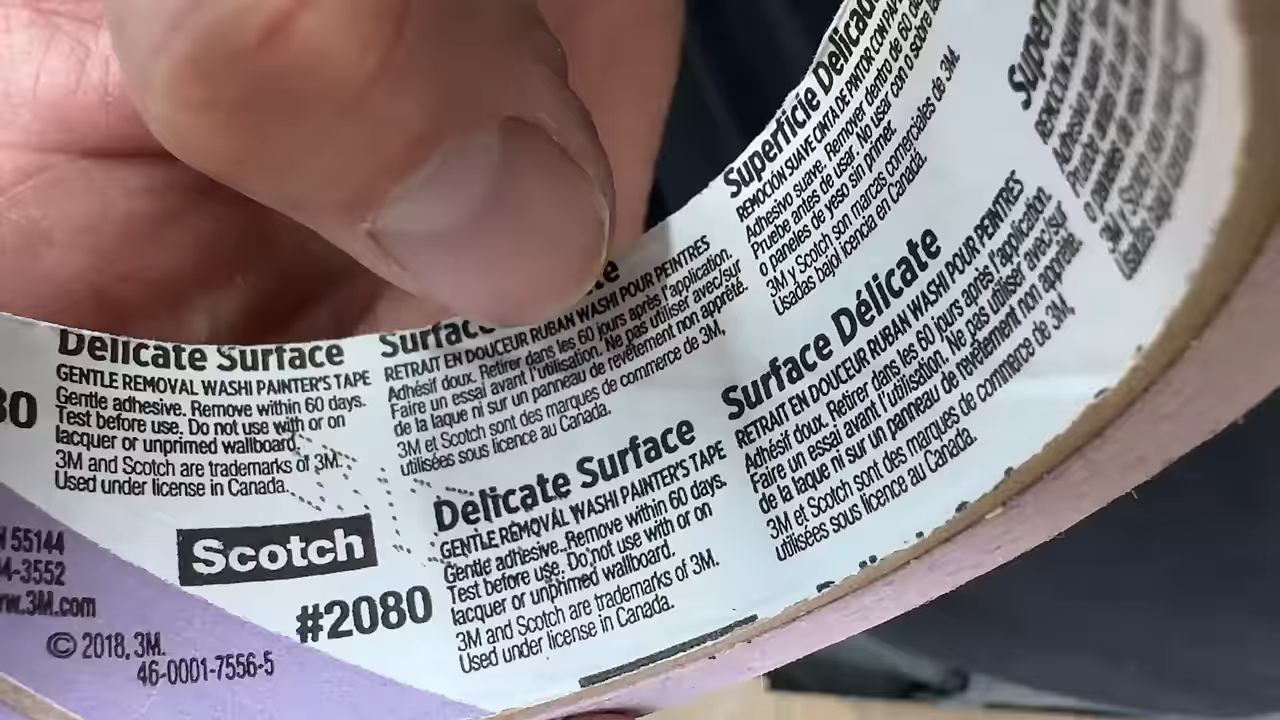 Delicate Surface
GENTLE REMOVAL WASHI PAINTER'S TAPE
Gentle adhesive. Remove within 60 days.
Test before use. Do not use with or on
lacquer or unprimed wallboard.
3M and Scotch are trademarks of 3M.
Used under license in Canada.
55144
-3552
.3M.com
© 2018, 3M.
46-0001-7556-5
Scotch
#2080
RETRAIT EN DOUCEUR RUBAN WASHI POUR PEINTRES
Adhésif doux. Retirer dans les 60 jours après l'application.
Faire un essai avant l'utilisation. Ne pas utiliser avec/sur
de la laque ni sur un panneau de revêtement non apprêté.
3M et Scotch sont des marques de commerce de 3M,
utilisées sous licence au Canada.
Delicate Surface
GENTLE REMOVAL WASHI PAINTER'S TAPE
Gentle adhesive. Remove within 60 days.
Test before use. Do not use with or on
lacquer or unprimed wallboard.
3M and Scotch are trademarks of 3M.
Used under license in Canada.
Superficie Delicad
REMOCIÓN SUAVE CINTA DE PINTOR CON
Adhesivo suave. Remover dentro de 60
Pruebe antes de usar. No usar con o sobre
o paneles de yeso sin primer.
3M y Scotch son marcas comerciales de 3M.
Usadas bajo licencia en Canadá.
Surface Délicate
RETRAIT EN DOUCEUR RUBAN WASHI POUR PEINTRES
Adhésif doux. Retirer dans les 60 jours après l'application.
Faire un essai avant l'utilisation. Ne pas utiliser avec/sur
de la laque ni sur un panneau de revêtement non apprêté.
3M et Scotch sont des marques de commerce de 3M,
utilisées sous licence au Canada.